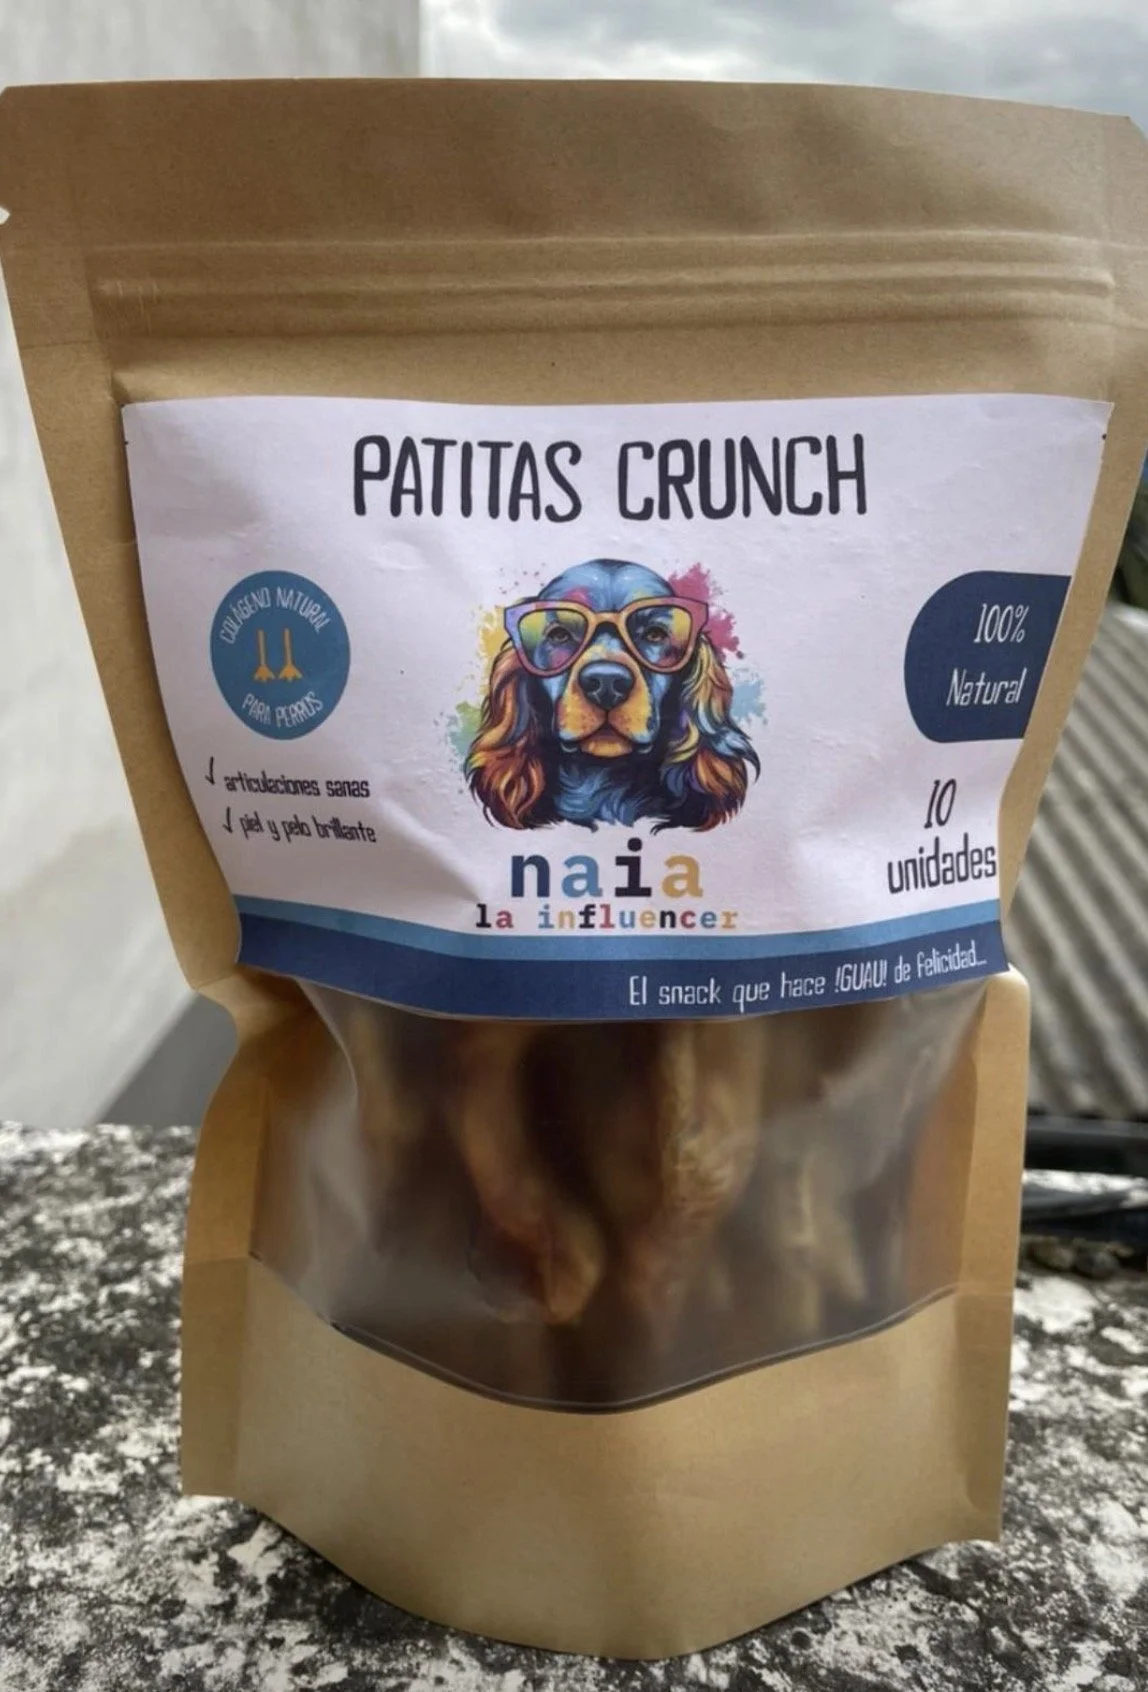 PATITAS CRUNCH
COLÁGENO NATURAL
PARA PERROS
✓ articulaciones sanas
✓ piel y pelo brillante
100%
Natural
10
unidades
naia
la influencer
El snack que hace !GUAU! de felicidad...